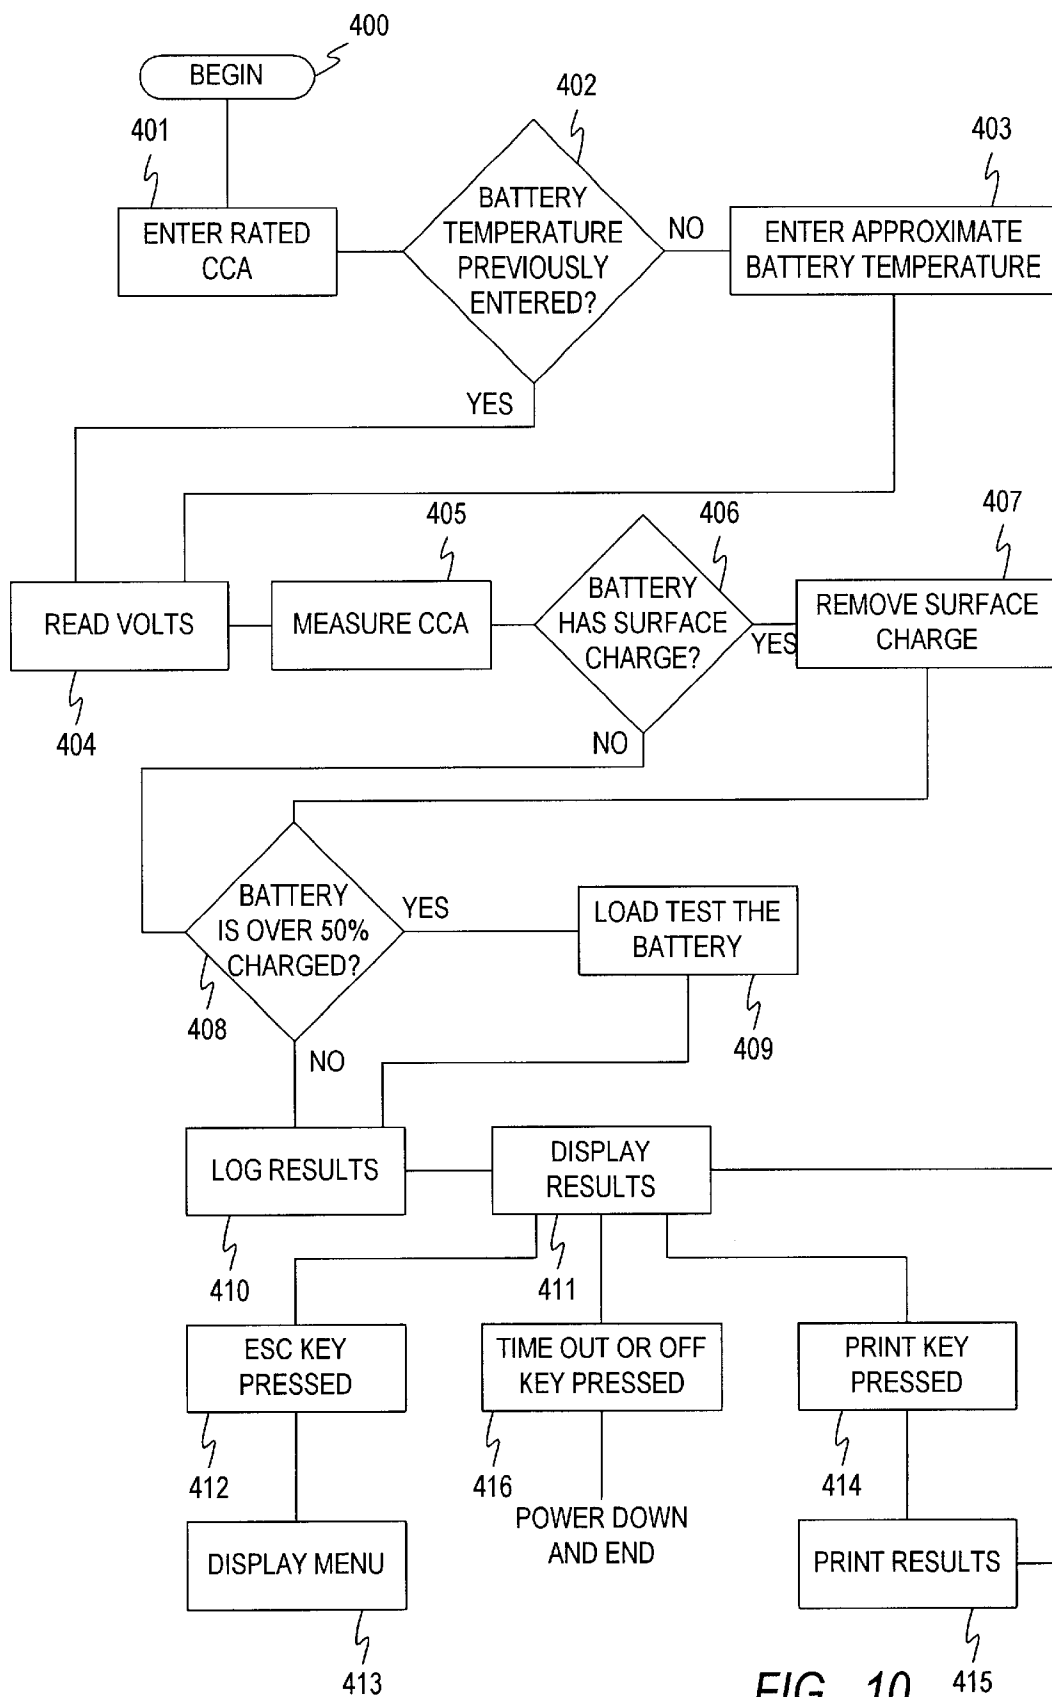 400
BEGIN
401
ENTER RATED
CCA
402
BATTERY
TEMPERATURE
PREVIOUSLY
ENTERED?
NO
YES
403
ENTER APPROXIMATE
BATTERY TEMPERATURE
READ VOLTS
404
405
MEASURE CCA
406
BATTERY
HAS SURFACE
CHARGE?
YES
NO
407
REMOVE SURFACE
CHARGE
BATTERY
IS OVER 50%
CHARGED?
408
YES
NO
LOAD TEST THE
BATTERY
409
LOG RESULTS
410
DISPLAY
RESULTS
411
ESC KEY
PRESSED
412
TIME OUT OR OFF
KEY PRESSED
416
PRINT KEY
PRESSED
414
POWER DOWN
AND END
DISPLAY MENU
413
PRINT RESULTS
415
FIG. 10